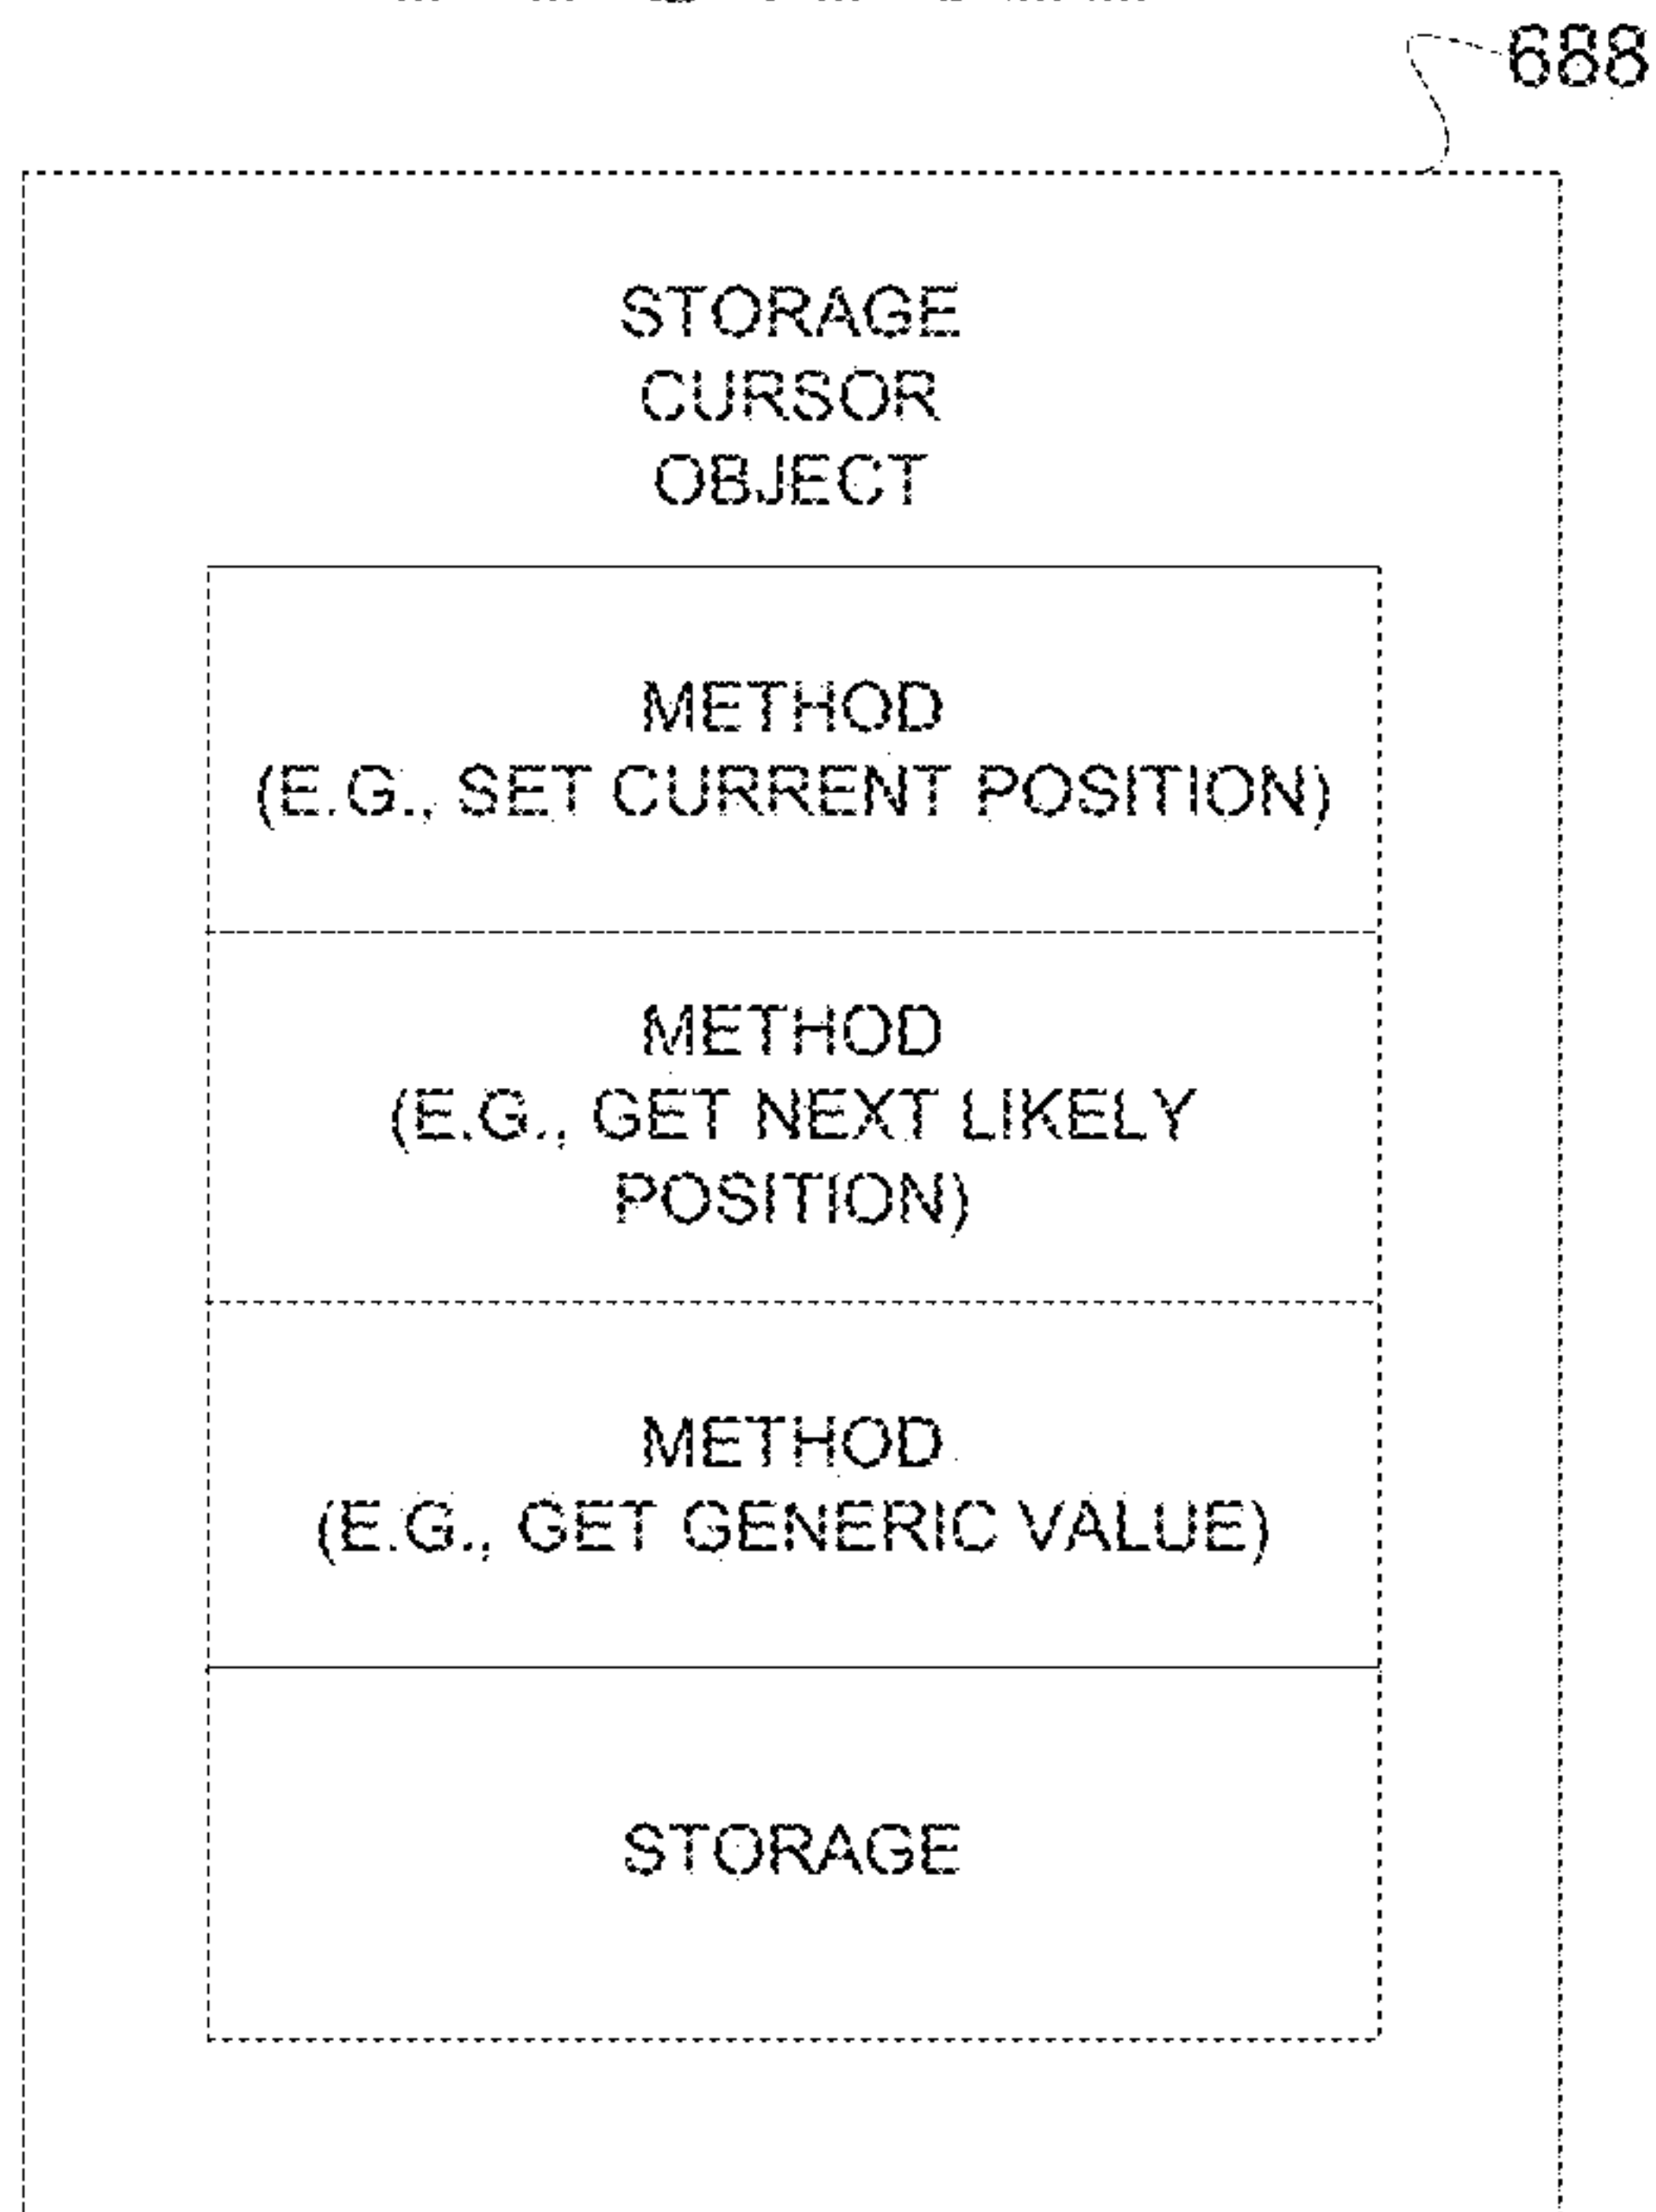 688
STORAGE
CURSOR
OBJECT
METHOD
(E.G., SET CURRENT POSITION)
METHOD
(E.G., GET NEXT LIKELY
POSITION)
METHOD
(E.G., GET GENERIC VALUE)
STORAGE